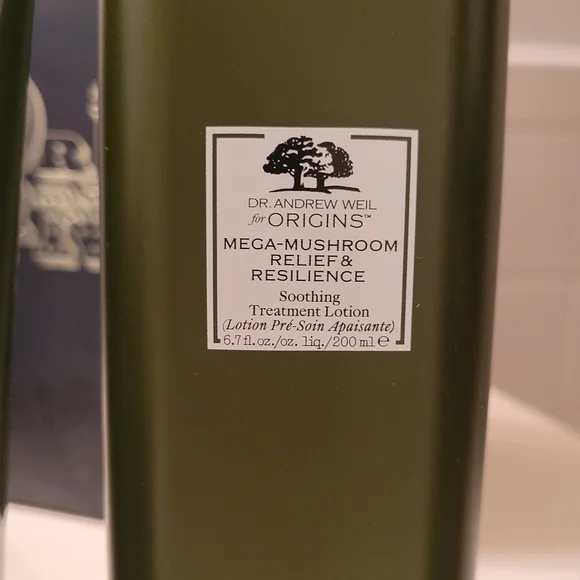 DR. ANDREW WEIL
for ORIGINS™
MEGA-MUSHROOM
RELIEF &
RESILIENCE
Soothing
Treatment Lotion
(Lotion Pré-Soin Apaisante)
6.7 fl. oz./oz. liq./200 ml e